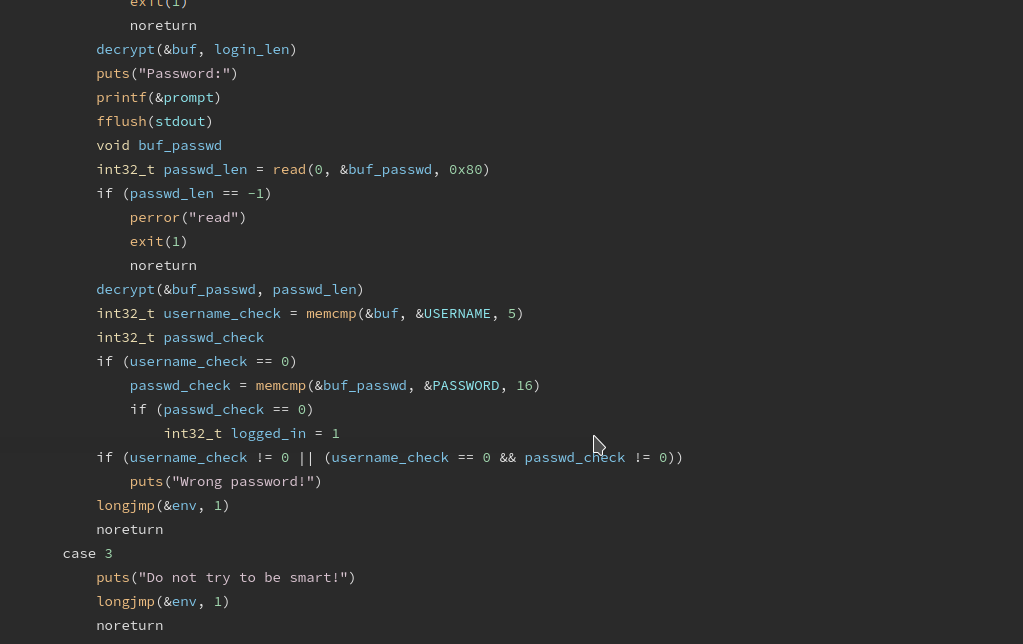 exit(1)
noreturn
decrypt(&buf, login_len)
puts("Password:")
printf(&prompt)
fflush(stdout)
void buf_passwd
int32_t passwd_len = read(0, &buf_passwd, 0x80)
if (passwd_len == -1)
perror("read")
exit(1)
noreturn
decrypt(&buf_passwd, passwd_len)
int32_t username_check = memcmp(&buf, &USERNAME, 5)
int32_t passwd_check
if (username_check == 0)
passwd_check = memcmp(&buf_passwd, &PASSWORD, 16)
if (passwd_check == 0)
int32_t logged_in = 1
if (username_check != 0 || (username_check == 0 && passwd_check != 0))
puts("Wrong password!")
longjmp(&env, 1)
noreturn
case 3
puts("Do not try to be smart!")
longjmp(&env, 1)
noreturn